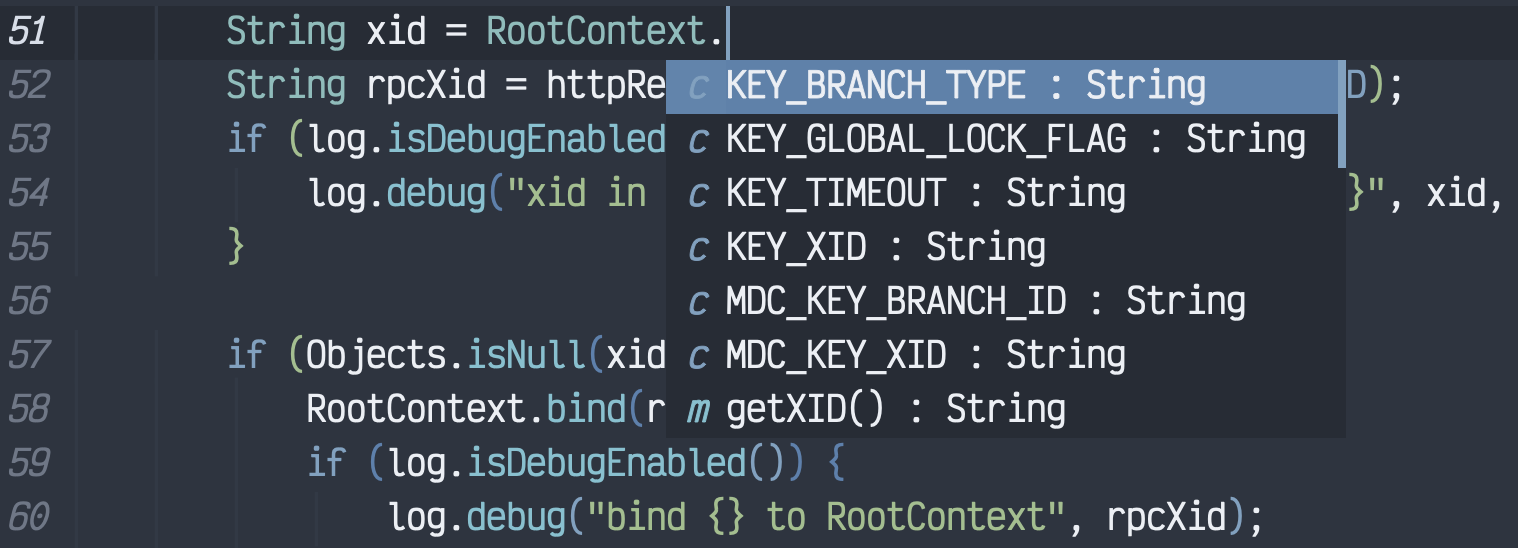 51 String xid = RootContext.
52 String rpcXid = httpRe D);
c KEY_BRANCH_TYPE : String
53 if (log.isDebugEnabled
c KEY_GLOBAL_LOCK_FLAG : String
54 log.debug("xid in }", xid,
c KEY_TIMEOUT : String
55 }
c KEY_XID : String
56
c MDC_KEY_BRANCH_ID : String
57 if (Objects.isNull(xid
c MDC_KEY_XID : String
58 RootContext.bind(r
m getXID() : String
59 if (log.isDebugEnabled()) {
60 log.debug("bind {} to RootContext", rpcXid);